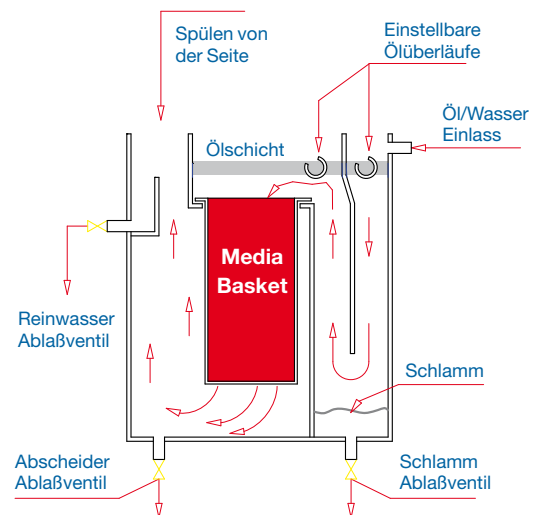 Spülen von
der Seite
Einstellbare
Ölüberläufe
Öl/Wasser
Einlass
Ölschicht
Media
Basket
Reinwasser
Ablaßventil
Schlamm
Abscheider
Ablaßventil
Schlamm
Ablaßventil